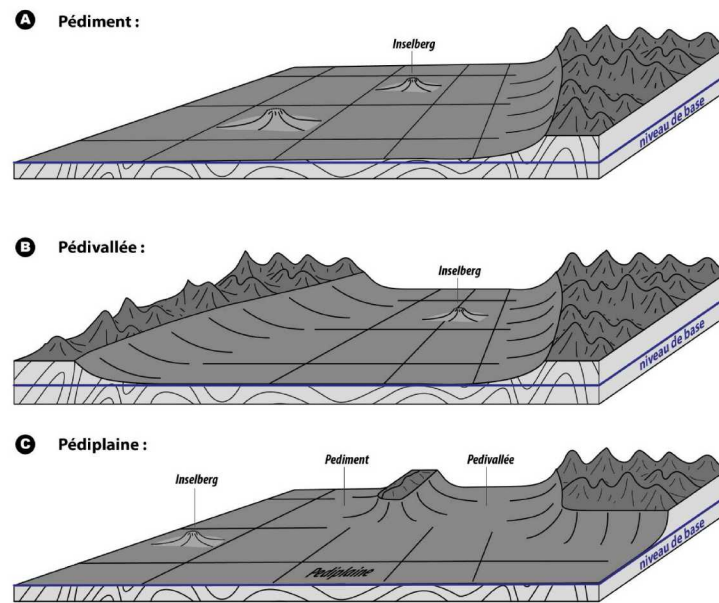 A Pédiment :
Inselberg
niveau de base
B Pédivallée :
Inselberg
niveau de base
C Pédiplaine :
Pediment
Pedivallée
Inselberg
niveau de base
Pediplaine